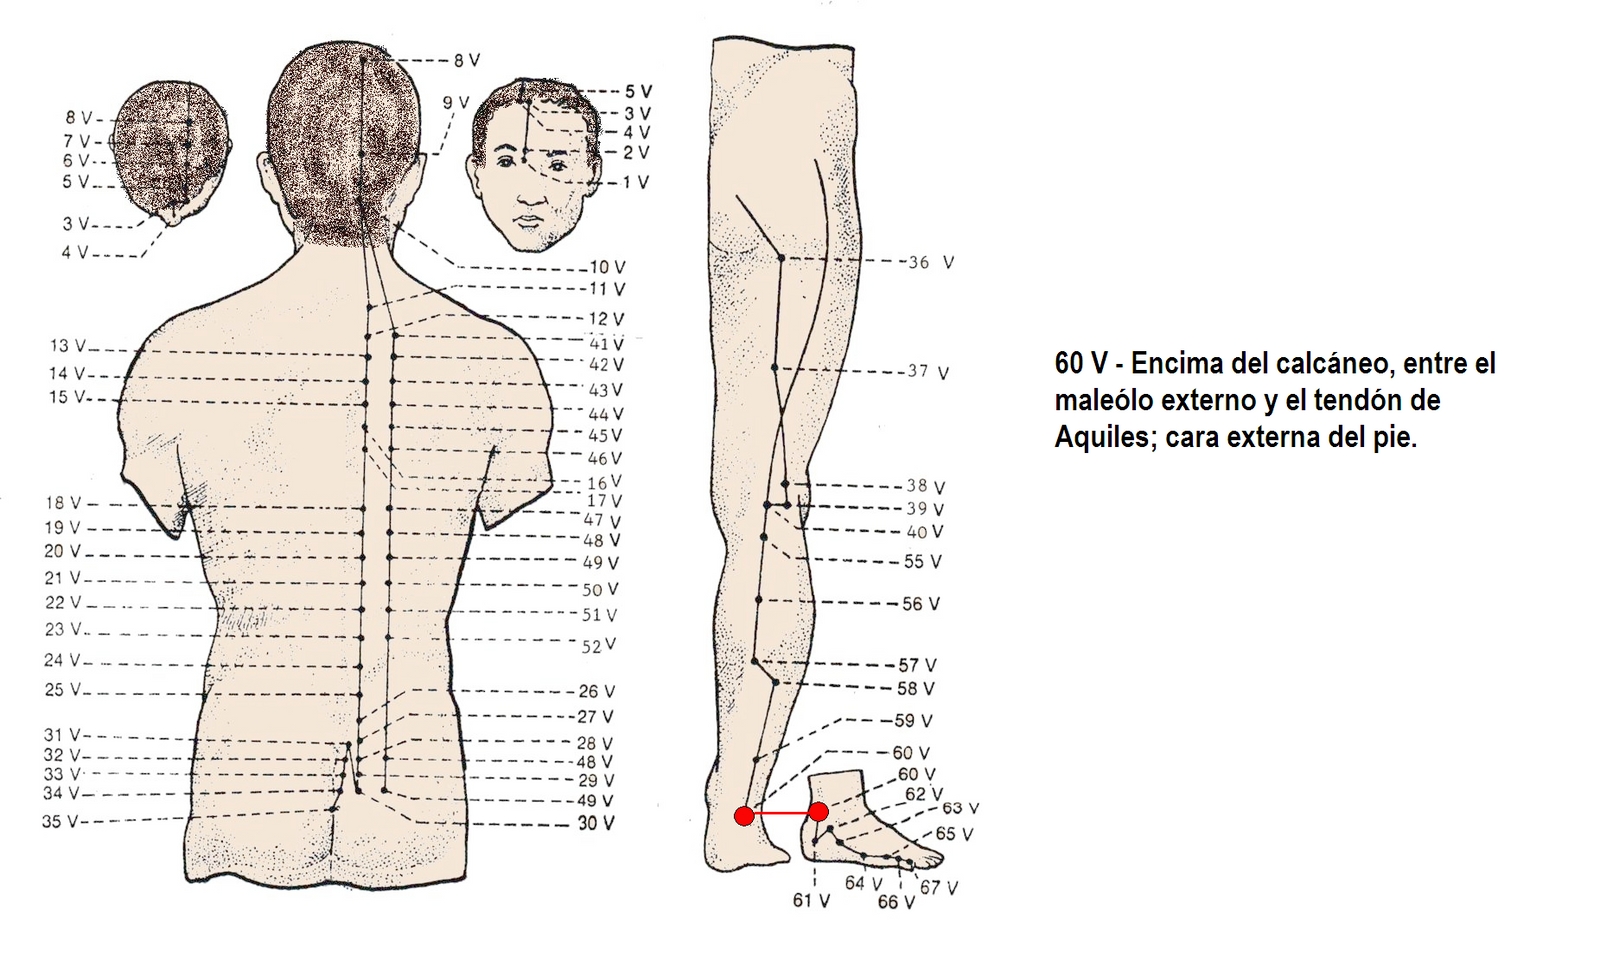 8 V
9 V
8 V
7 V
6 V
5 V
3 V
4 V
5 V
3 V
4 V
2 V
1 V
10 V
11 V
12 V
41 V
42 V
43 V
44 V
45 V
46 V
16 V
17 V
47 V
48 V
49 V
50 V
51 V
52 V
26 V
27 V
28 V
48 V
29 V
49 V
30 V
13 V
14 V
15 V
18 V
19 V
20 V
21 V
22 V
23 V
24 V
25 V
31 V
32 V
33 V
34 V
35 V
36 V
37 V
38 V
39 V
40 V
55 V
56 V
57 V
58 V
59 V
60 V
60 V
62 V
63 V
65 V
64 V
67 V
61 V
66 V
60 V - Encima del calcáneo, entre el
maleólo externo y el tendón de
Aquiles; cara externa del pie.